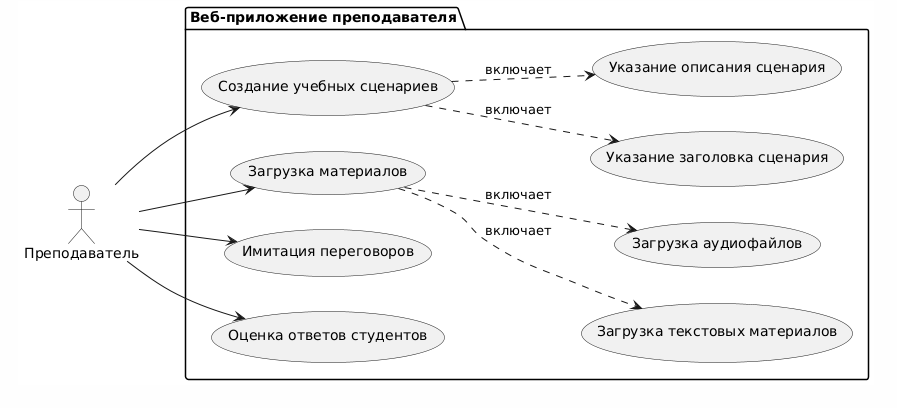 Веб-приложение преподавателя
Создание учебных сценариев
включает
Указание описания сценария
включает
Указание заголовка сценария
Загрузка материалов
включает
Загрузка аудиофайлов
включает
Загрузка текстовых материалов
Преподаватель
Имитация переговоров
Оценка ответов студентов